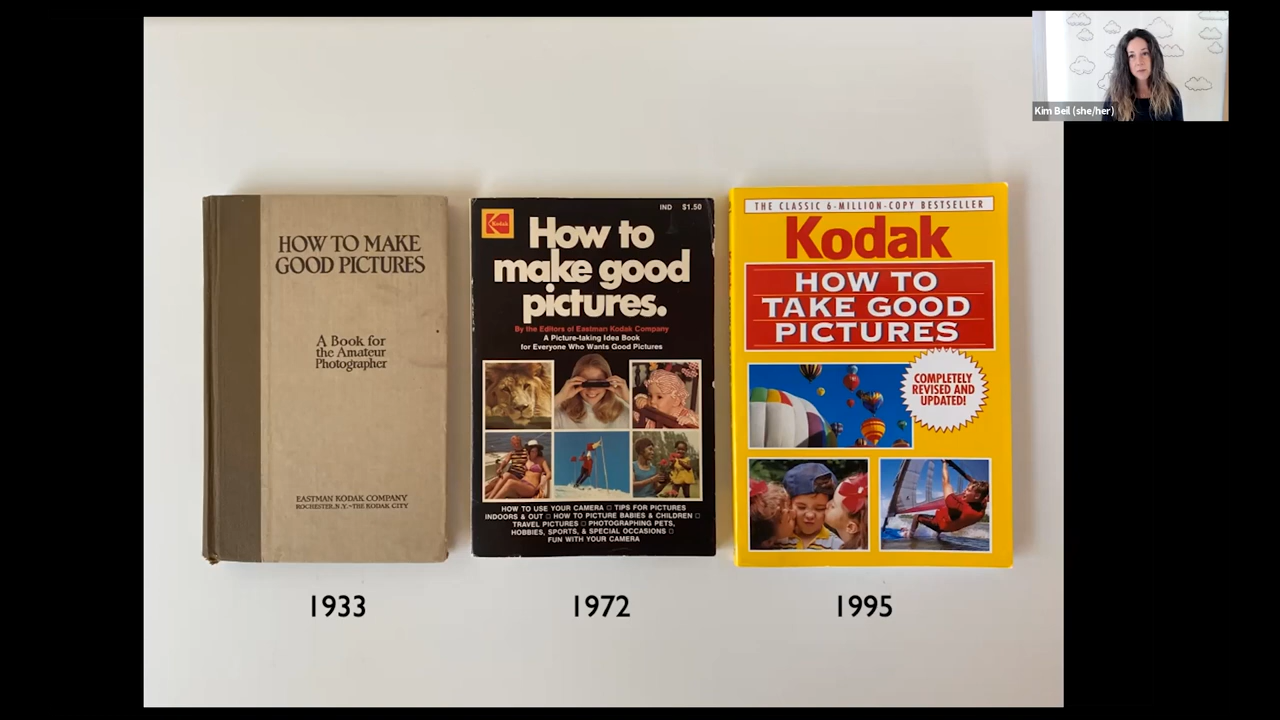 Kim Beil (she/her)
HOW TO MAKE
GOOD PICTURES
A Book for
the Amateur
Photographer
EASTMAN KODAK COMPANY
ROCHESTER, N.Y.~THE KODAK CITY
1933
IND $1.50
Kodak
How to
make good
pictures.
By the Editors of Eastman Kodak Company
A Picture-taking Idea Book
for Everyone Who Wants Good Pictures
HOW TO USE YOUR CAMERA □ TIPS FOR PICTURES
INDOORS & OUT □ HOW TO PICTURE BABIES & CHILDREN □
TRAVEL PICTURES □ PHOTOGRAPHING PETS,
HOBBIES, SPORTS, & SPECIAL OCCASIONS □
FUN WITH YOUR CAMERA
1972
THE CLASSIC 6-MILLION-COPY BESTSELLER
Kodak
HOW TO
TAKE GOOD
PICTURES
COMPLETELY
REVISED AND
UPDATED!
1995